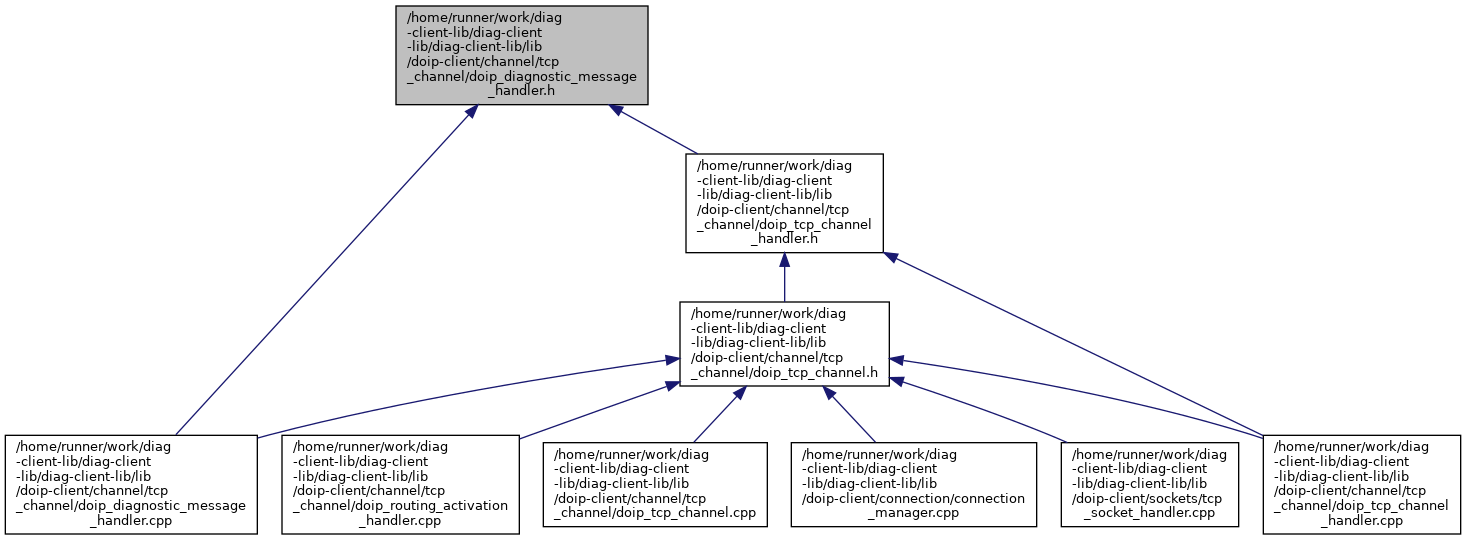 /home/runner/work/diag
-client-lib/diag-client
-lib/diag-client-lib/lib
/doip-client/channel/tcp
_channel/doip_diagnostic_message
_handler.h
/home/runner/work/diag
-client-lib/diag-client
-lib/diag-client-lib/lib
/doip-client/channel/tcp
_channel/doip_tcp_channel
_handler.h
/home/runner/work/diag
-client-lib/diag-client
-lib/diag-client-lib/lib
/doip-client/channel/tcp
_channel/doip_tcp_channel.h
/home/runner/work/diag
-client-lib/diag-client
-lib/diag-client-lib/lib
/doip-client/channel/tcp
_channel/doip_diagnostic_message
_handler.cpp
/home/runner/work/diag
-client-lib/diag-client
-lib/diag-client-lib/lib
/doip-client/channel/tcp
_channel/doip_routing_activation
_handler.cpp
/home/runner/work/diag
-client-lib/diag-client
-lib/diag-client-lib/lib
/doip-client/channel/tcp
_channel/doip_tcp_channel.cpp
/home/runner/work/diag
-client-lib/diag-client
-lib/diag-client-lib/lib
/doip-client/connection/connection
_manager.cpp
/home/runner/work/diag
-client-lib/diag-client
-lib/diag-client-lib/lib
/doip-client/sockets/tcp
_socket_handler.cpp
/home/runner/work/diag
-client-lib/diag-client
-lib/diag-client-lib/lib
/doip-client/channel/tcp
_channel/doip_tcp_channel
_handler.cpp